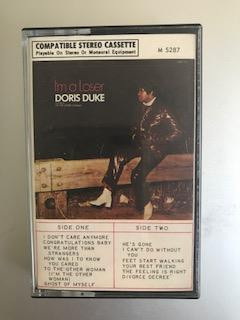 COMPATIBLE STEREO CASSETTE
Playable On Stereo Or Monaural Equipment
M 5287
I'm a Loser
DORIS DUKE
SIDE ONE
I DON'T CARE ANYMORE
CONGRATULATIONS BABY
WE'RE MORE THAN
STRANGERS
HOW WAS I TO KNOW
YOU CARED
TO THE OTHER WOMAN
(I'M THE OTHER
WOMAN)
GHOST OF MYSELF
SIDE TWO
HE'S GONE
I CAN'T DO WITHOUT
YOU
FEET START WALKING
YOUR BEST FRIEND
THE FEELING IS RIGHT
DIVORCE DECREE